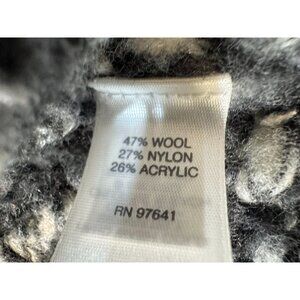 47% WOOL
27% NYLON
26% ACRYLIC
RN 97641